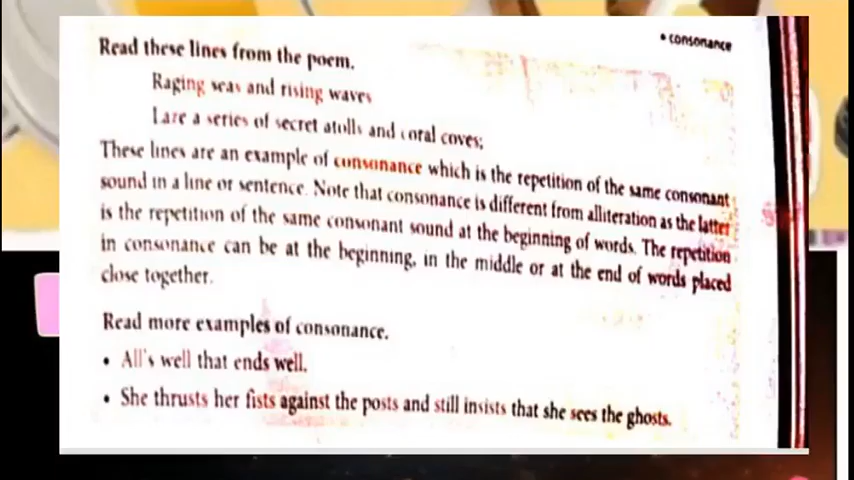 • consonance
Read these lines from the poem.
Raging seas and rising waves
I are a series of secret atolls and coral coves;
These lines are an example of consonance which is the repetition of the same consonant
sound in a line or sentence. Note that consonance is different from alliteration as the latter
is the repetition of the same consonant sound at the beginning of words. The repetition
in consonance can be at the beginning, in the middle or at the end of words placed
close together.
Read more examples of consonance.
• All's well that ends well.
• She thrusts her fists against the posts and still insists that she sees the ghosts.